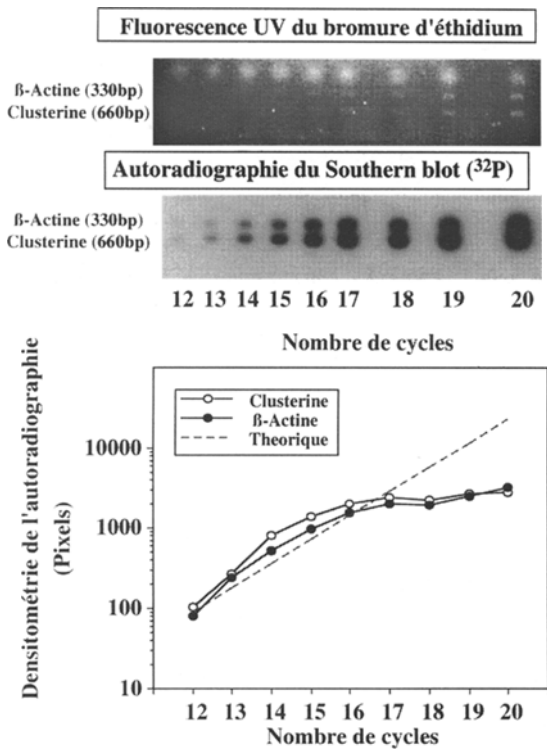 Fluorescence UV du bromure d'éthidium
ß-Actine (330bp)
Clusterine (660bp)
Autoradiographie du Southern blot (³²P)
ß-Actine (330bp)
Clusterine (660bp)
12 13 14 15 16 17 18 19 20
Nombre de cycles
Densitométrie de l'autoradiographie
(Pixels)
Clusterine
ß-Actine
Theorique
10000
1000
100
10
12 13 14 15 16 17 18 19 20
Nombre de cycles